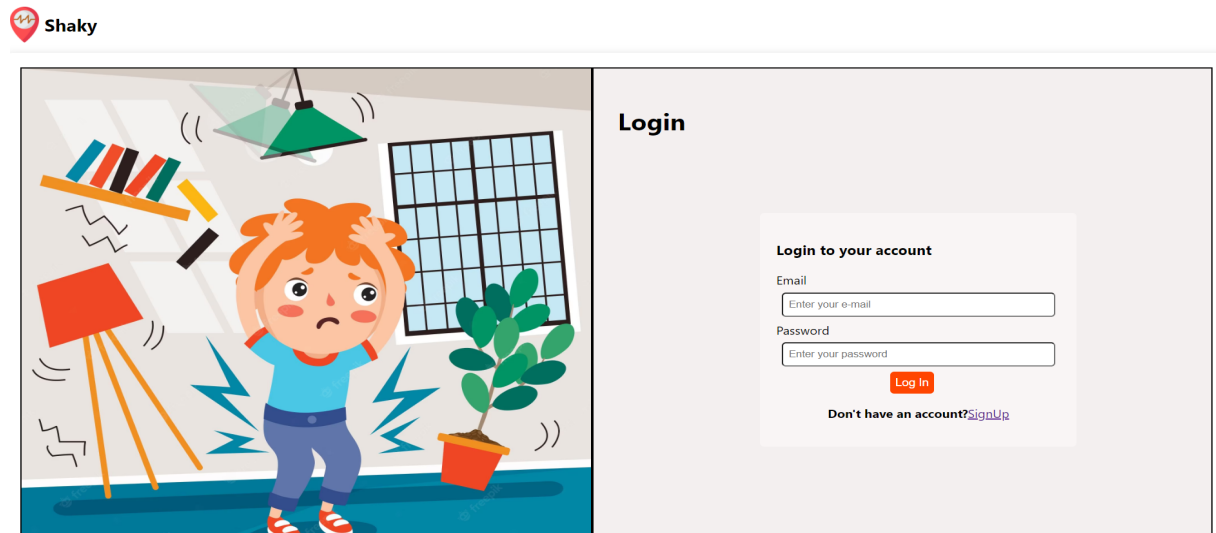 Shaky
Login
Login to your account
Email
Enter your e-mail
Password
Enter your password
Log In
Don't have an account?SignUp